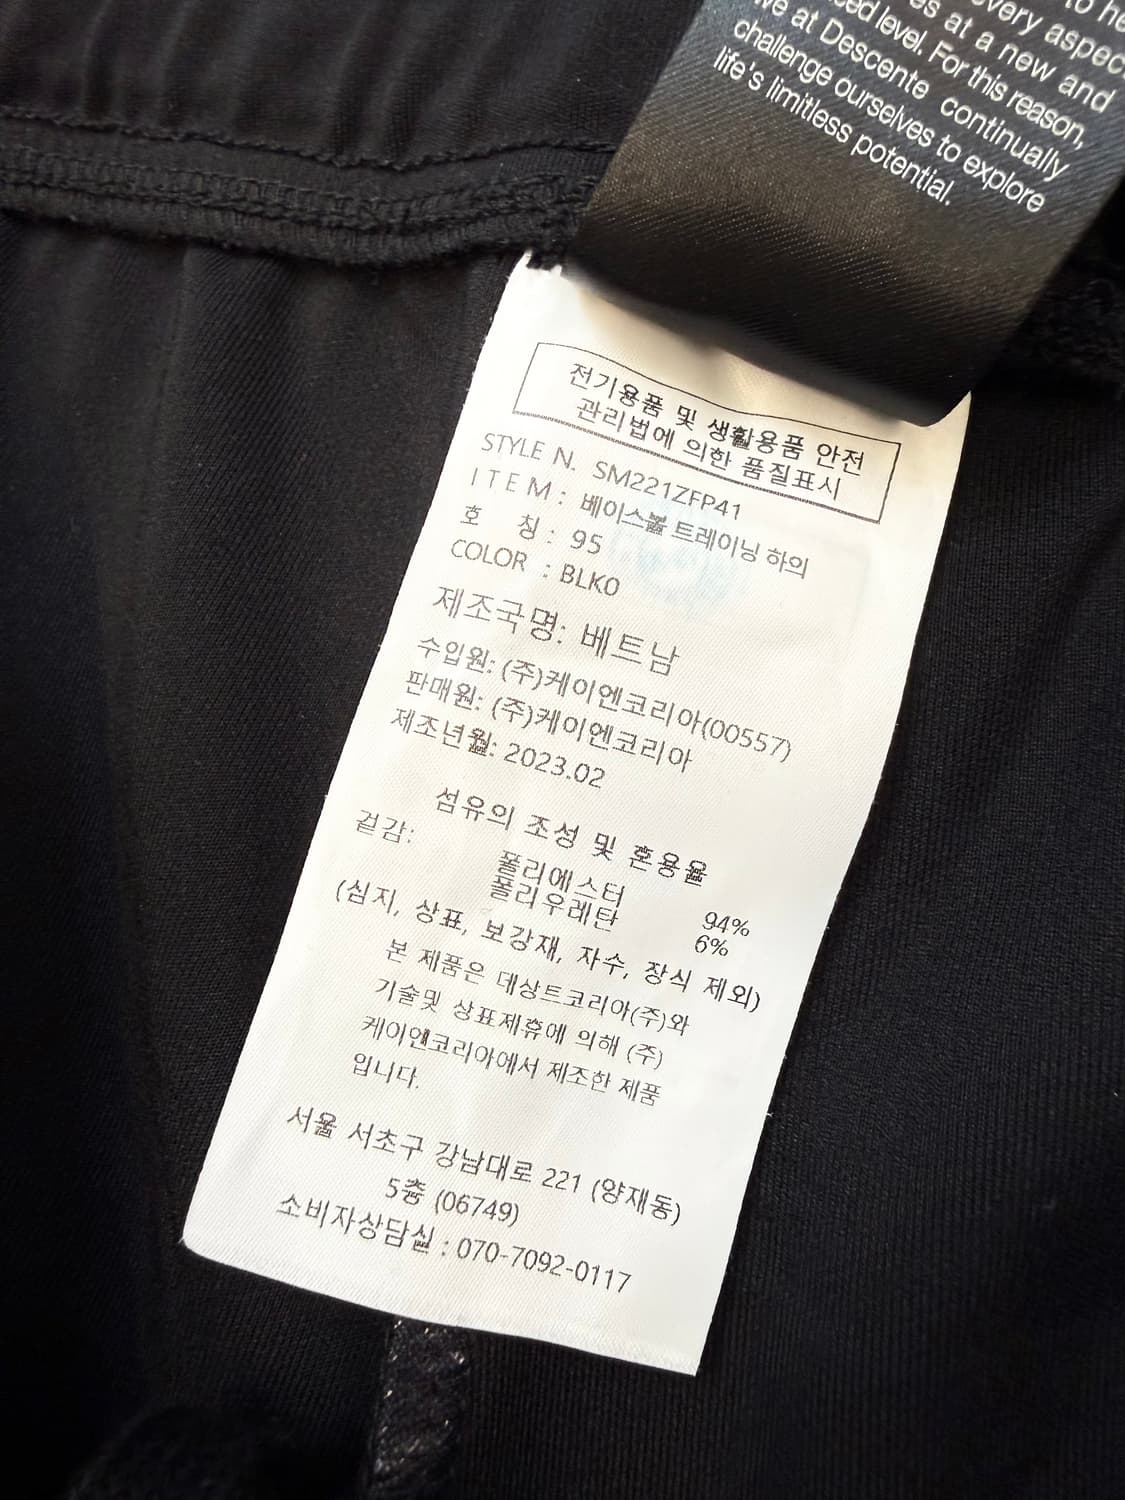 to he
every aspec
es at a new and
ced level. For this reason,
we at Descente continually
challenge ourselves to explore
life's limitless potential.
전기용품 및 생활용품 안전
관리법에 의한 품질표시
STYLE N. SM221ZFP41
ITEM : 베이스볼 트레이닝 하의
호 칭 : 95
COLOR : BLK0
제조국명: 베트남
수입원: (주)케이엔코리아(00557)
판매원: (주)케이엔코리아
제조년월: 2023.02
섬유의 조성 및 혼용율
겉감:
폴리에스터 94%
폴리우레탄 6%
(심지, 상표, 보강재, 자수, 장식 제외)
본 제품은 데상트코리아(주)와
기술및 상표제휴에 의해 (주)
케이엔코리아에서 제조한 제품
입니다.
서울 서초구 강남대로 221 (양재동)
5층 (06749)
소비자상담실 : 070-7092-0117